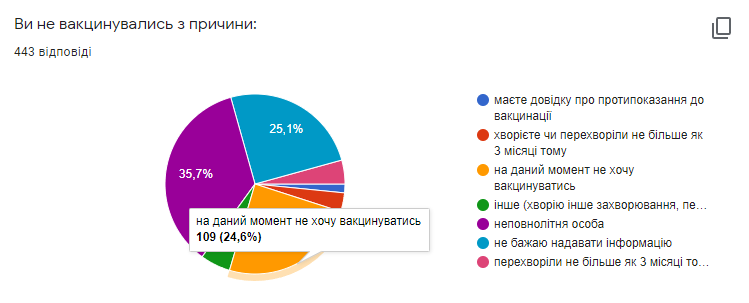 Ви не вакцинувались з причини:
443 відповіді
25,1%
35,7%
на даний момент не хочу вакцинуватись
109 (24,6%)
маєте довідку про протипоказання до
вакцинації
хворієте чи перехворіли не більше як
3 місяці тому
на даний момент не хочу
вакцинуватись
інше (хворію інше захворювання, пе…
неповнолітня особа
не бажаю надавати інформацію
перехворіли не більше як 3 місяці то…